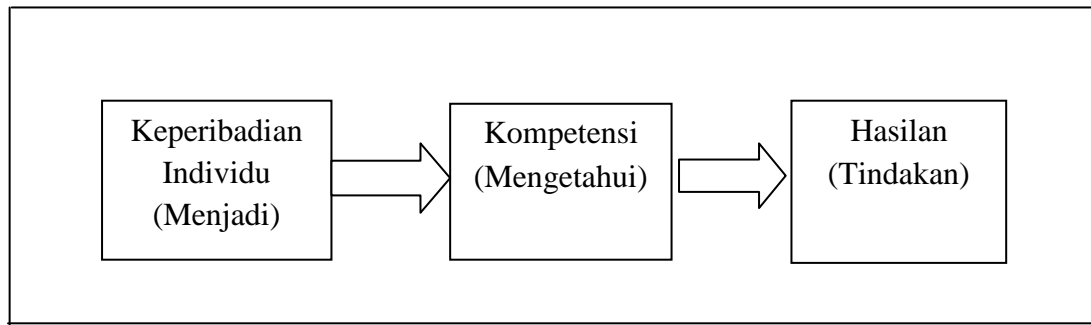 Keperibadian
Individu
(Menjadi)
Kompetensi
(Mengetahui)
Hasilan
(Tindakan)